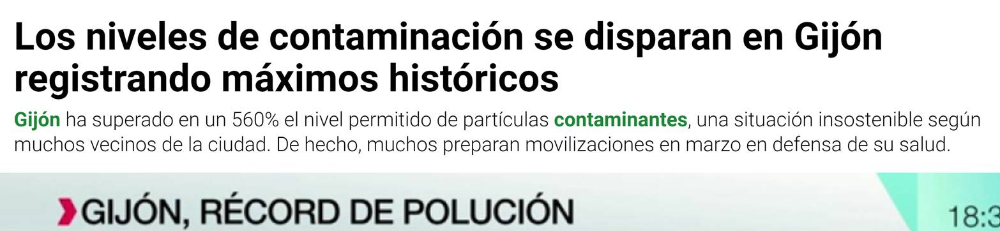 Los niveles de contaminación se disparan en Gijón
registrando máximos históricos
Gijón ha superado en un 560% el nivel permitido de partículas contaminantes, una situación insostenible según
muchos vecinos de la ciudad. De hecho, muchos preparan movilizaciones en marzo en defensa de su salud.
GIJÓN, RÉCORD DE POLUCIÓN